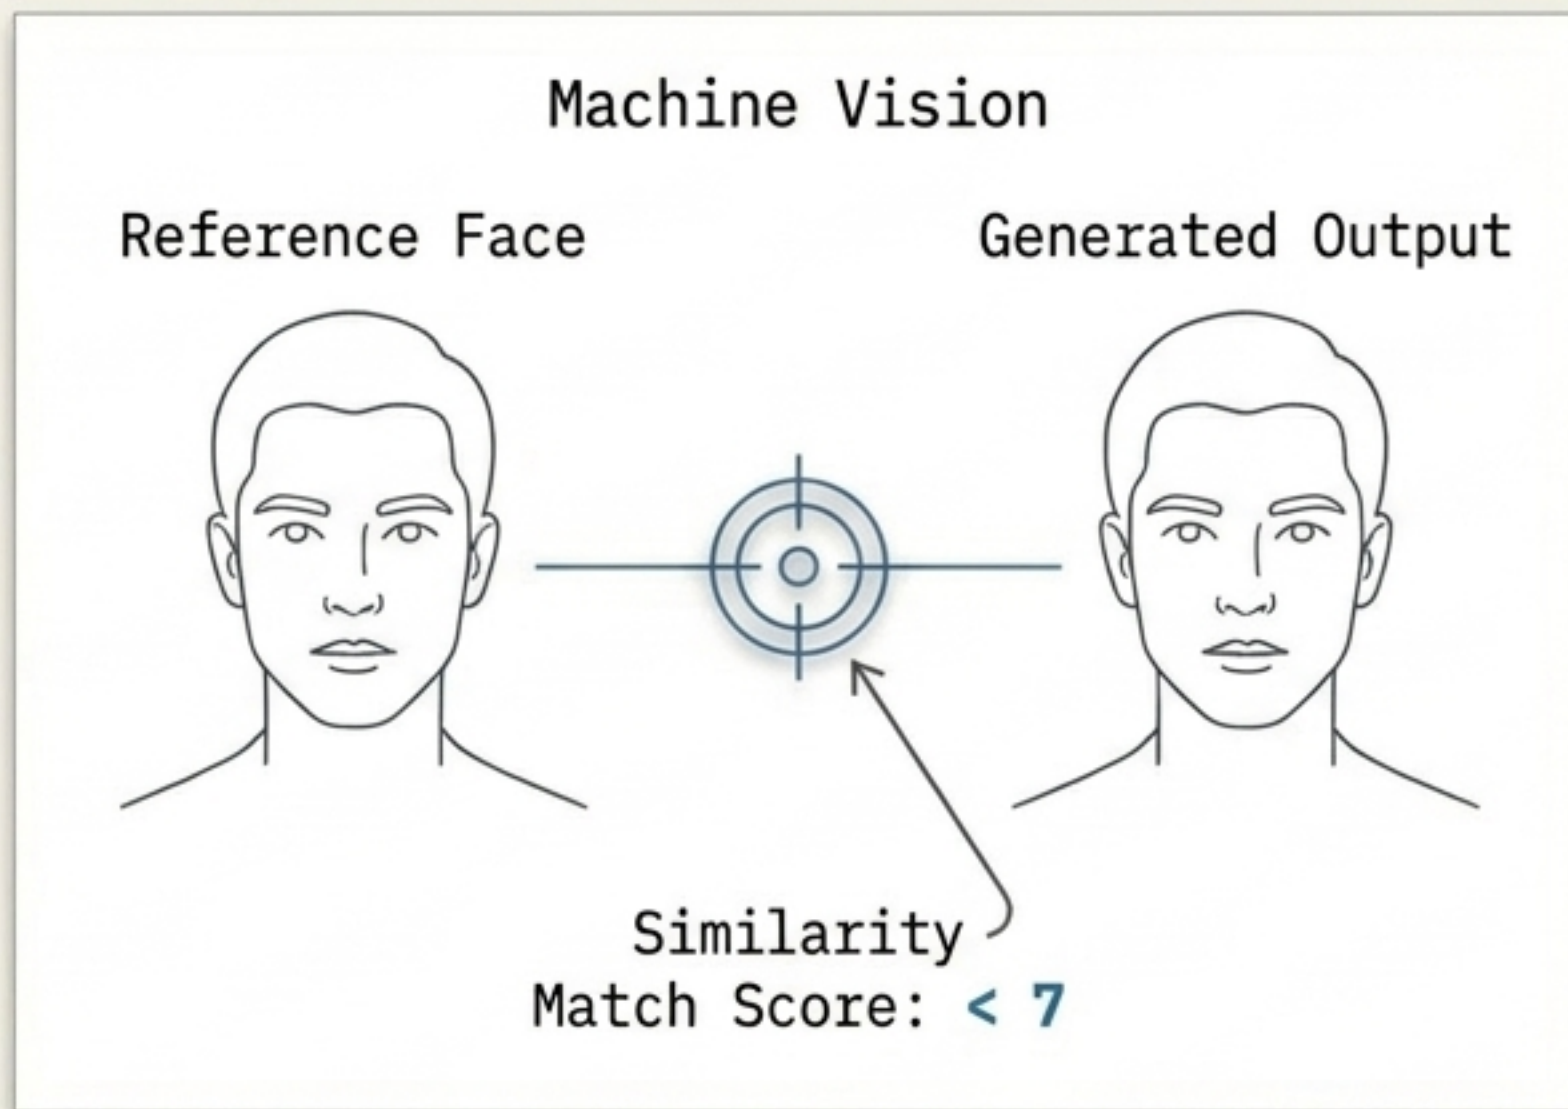 Machine Vision
Reference Face
Generated Output
Similarity
Match Score: < 7